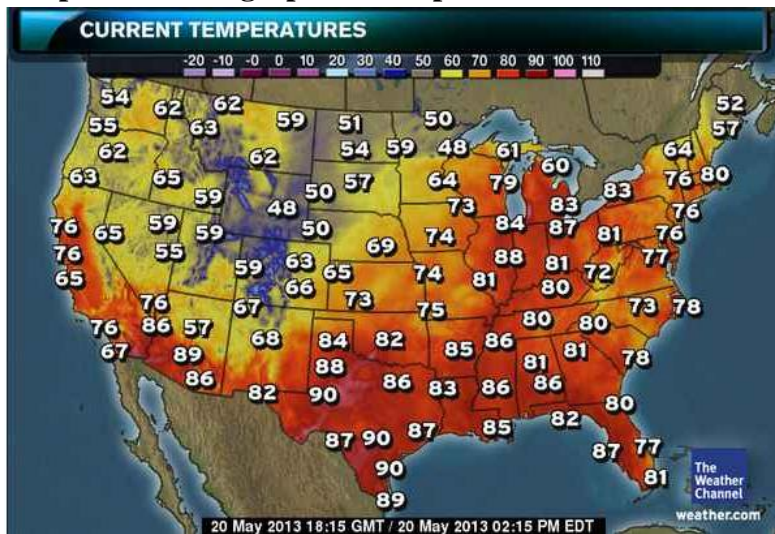 CURRENT TEMPERATURES
-20 -10 -0 0 10 20 30 40 50 60 70 80 90 100 110
54 62 62 59 51 50 52
55 63 57
62 62 54 59 48 61 64
63 65 59 50 57 64 79 60 83 76 80
48 73 83
76 65 59 59 50 74 84 87 81 76 76
76 55 69 88 77
65 59 63 65 74 81 81 72
66 80
76 67 73 75 73 78
76 86 57 68 84 82 80 80
67 89 88 85 86 81 81 78
86 82 90 86 83 86 86 80
87 90 87 85 82
90 87 77
89 81
The
Weather
Channel
weather.com
20 May 2013 18:15 GMT / 20 May 2013 02:15 PM EDT